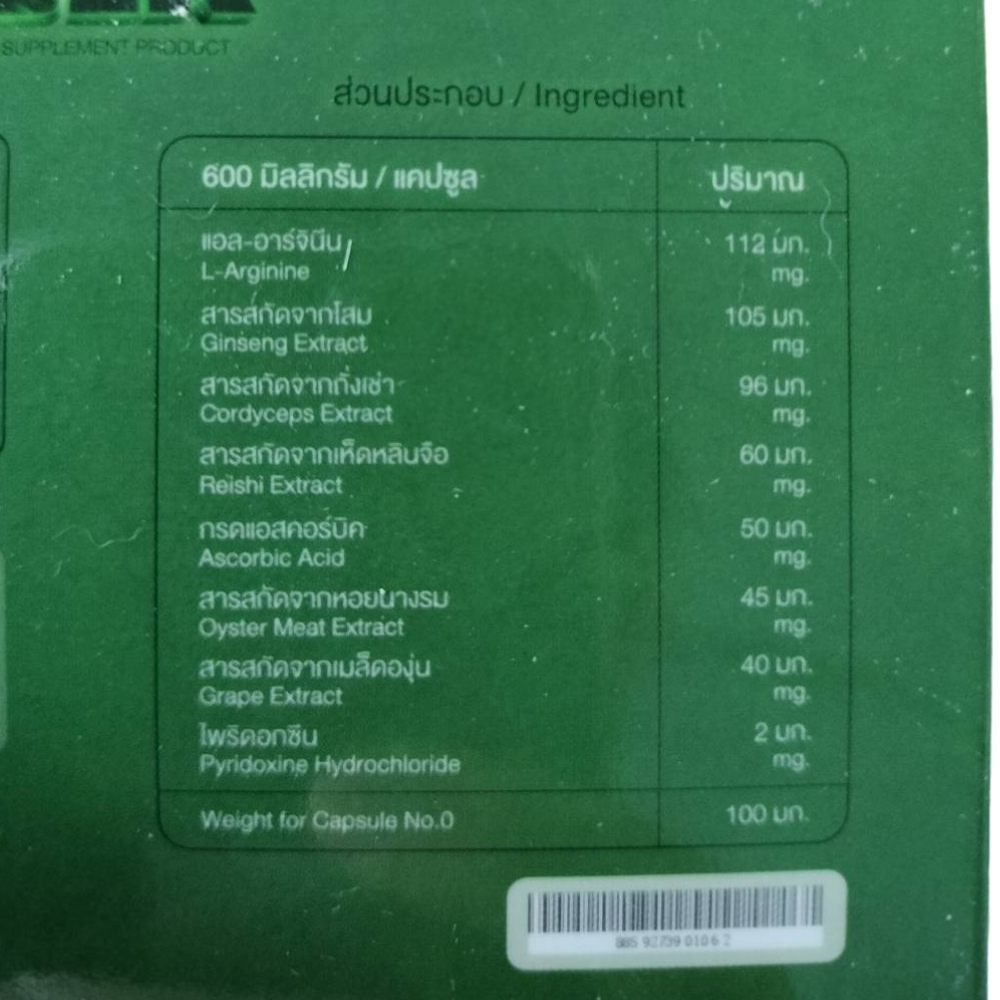 SUPPLEMENT PRODUCT
ส่วนประกอบ / Ingredient
600 มิลลิกรัม / แคปซูล ปริมาณ
แอล-อาร์จินีน 112 มก.
L-Arginine mg.
สารสกัดจากโสม 105 มก.
Ginseng Extract mg.
สารสกัดจากถั่งเช่า 96 มก.
Cordyceps Extract mg.
สารสกัดจากเห็ดหลินจือ 60 มก.
Reishi Extract mg.
กรดแอสคอร์บิค 50 มก.
Ascorbic Acid mg.
สารสกัดจากหอยนางรม 45 มก.
Oyster Meat Extract mg.
สารสกัดจากเมล็ดองุ่น 40 มก.
Grape Extract mg.
ไพริดอกซีน 2 มก.
Pyridoxine Hydrochloride mg.
Weight for Capsule No.0 100 มก.
885 92739 0106 2